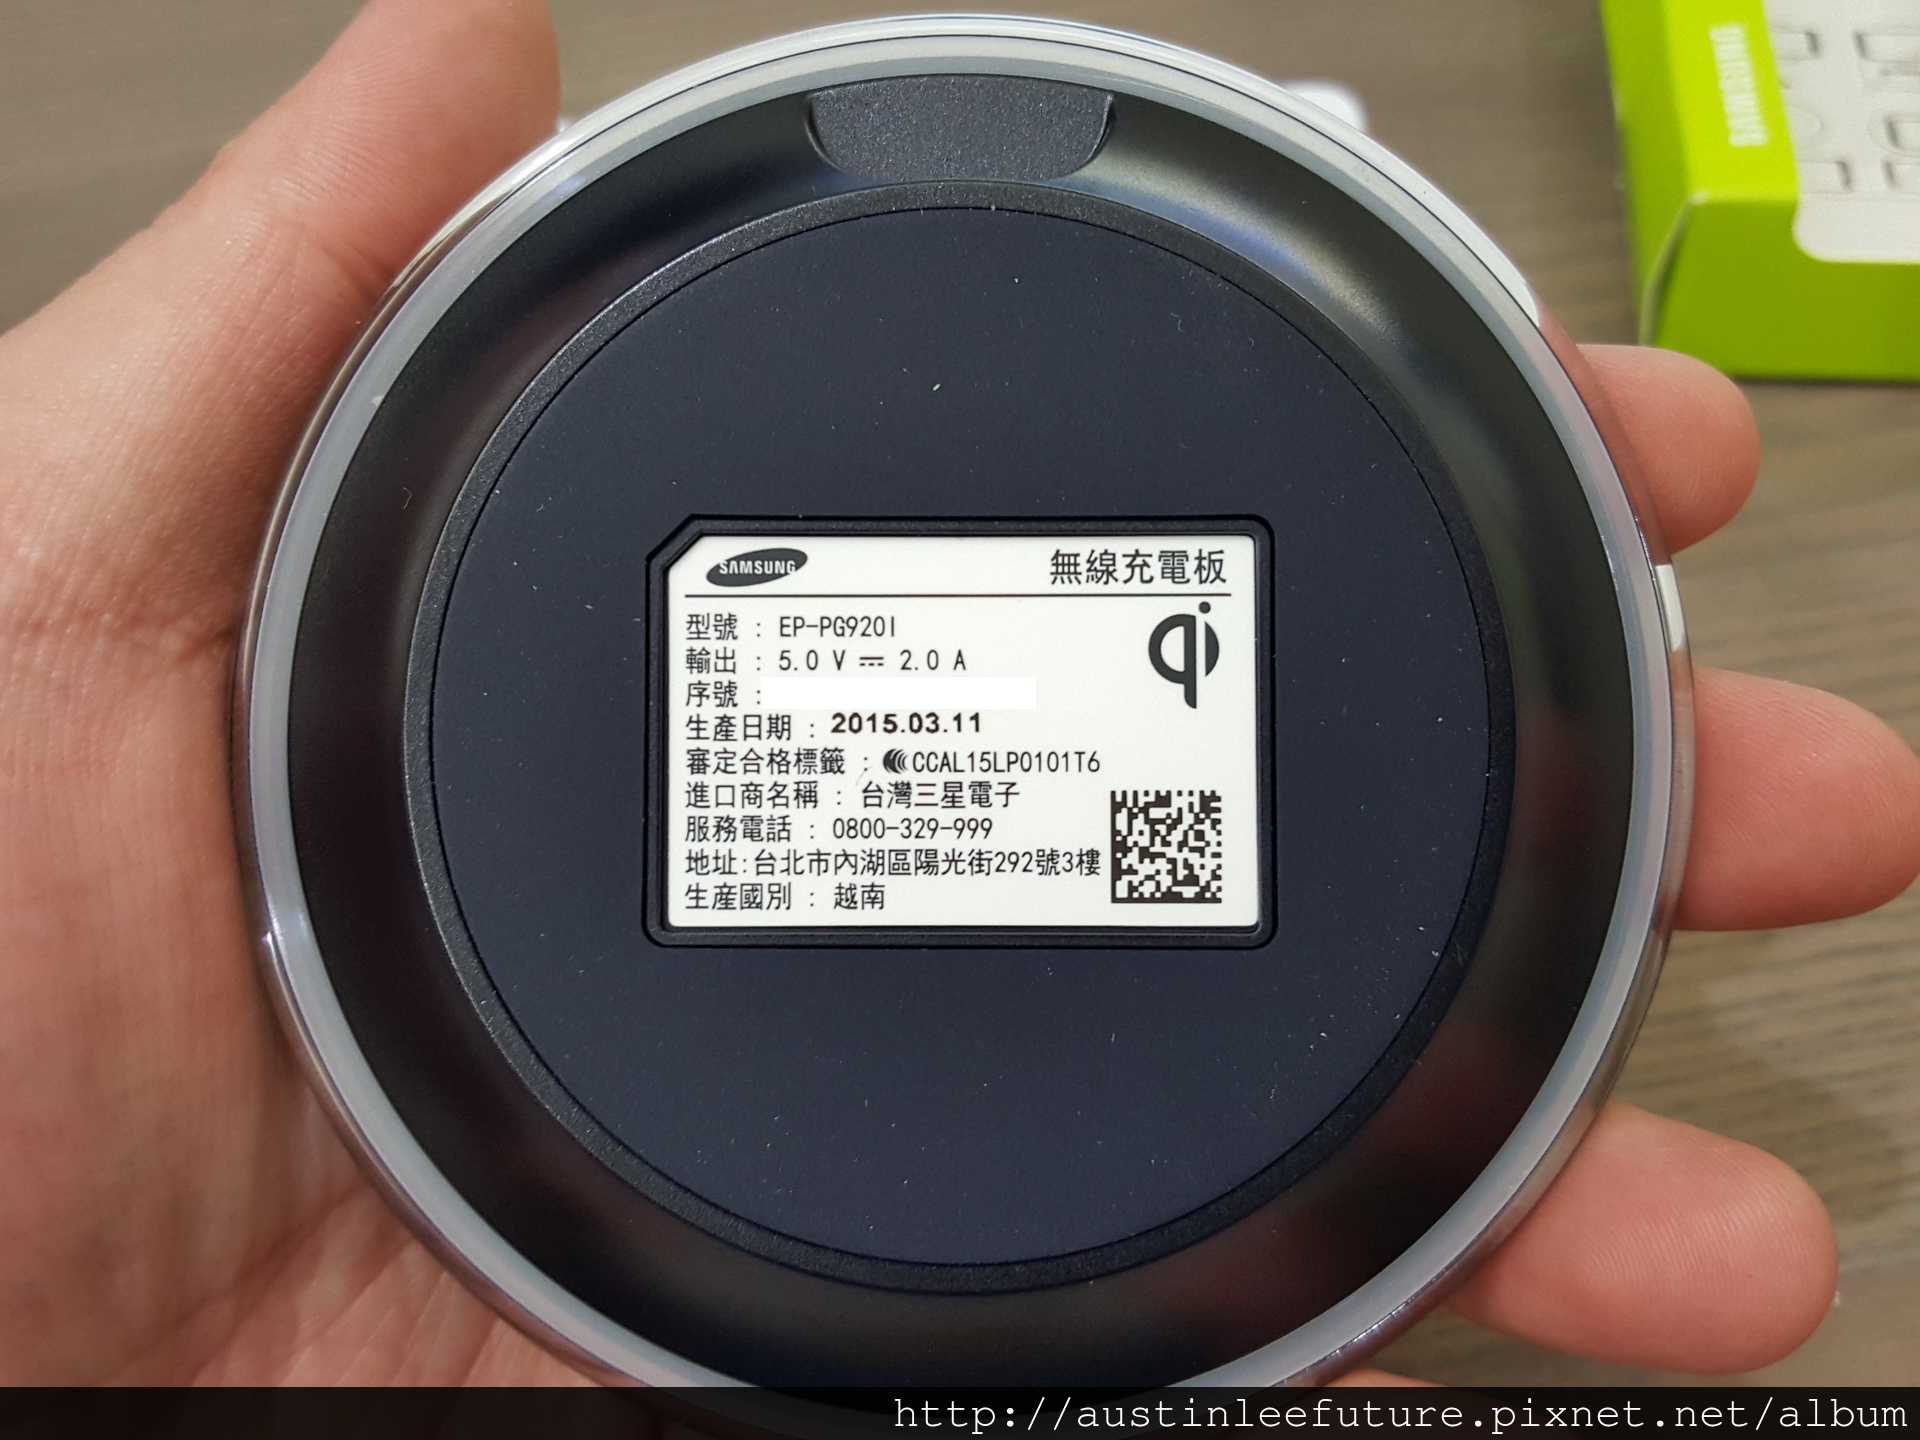 SAMSUNG
SAMSUNG
無線充電板
qi
型號 : EP-PG920I
輸出 : 5.0 V ⎓ 2.0 A
序號 :
生產日期 : 2015.03.11
審定合格標籤 : CCAL15LP0101T6
進口商名稱 : 台灣三星電子
服務電話 : 0800-329-999
地址:台北市內湖區陽光街292號3樓
生産國別 : 越南
http://austinleefuture.pixnet.net/album